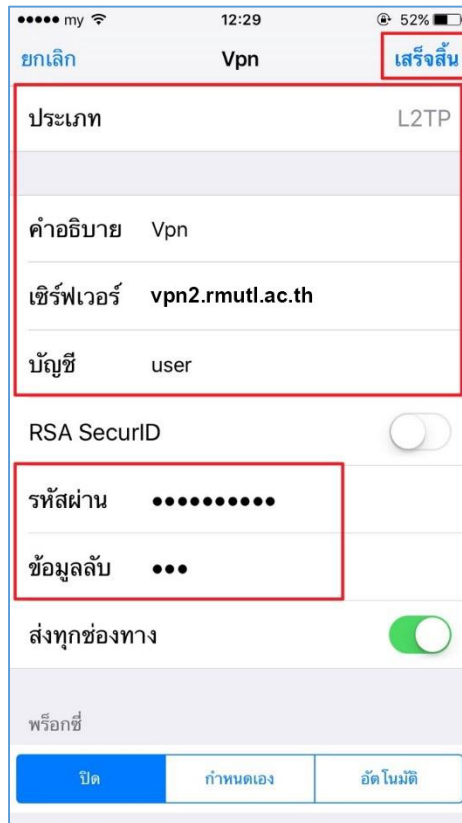 ●●●●● my 12:29 52%
ยกเลิก Vpn เสร็จสิ้น
ประเภท L2TP
คำอธิบาย Vpn
เซิร์ฟเวอร์ vpn2.rmutl.ac.th
บัญชี user
RSA SecurID
รหัสผ่าน ●●●●●●●●●●
ข้อมูลลับ ●●●
ส่งทุกช่องทาง
พร็อกซี่
ปิด กำหนดเอง อัตโนมัติ